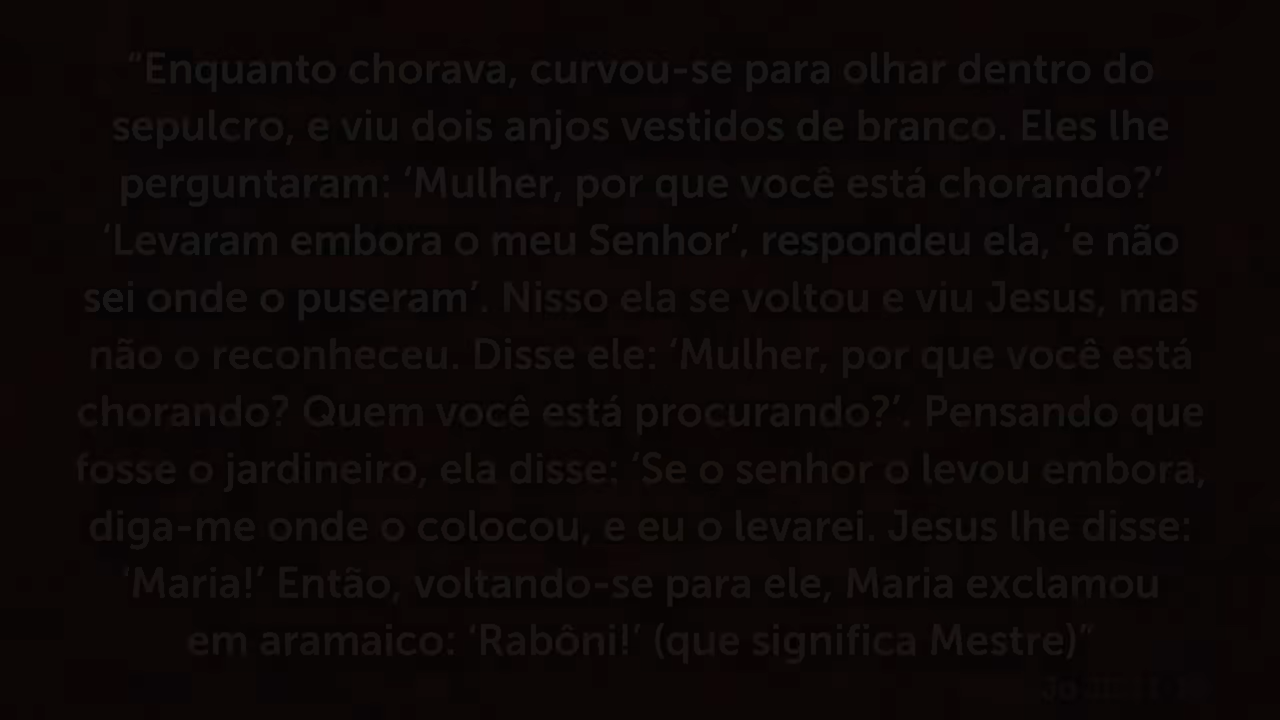 “Enquanto chorava, curvou-se para olhar dentro do
sepulcro, e viu dois anjos vestidos de branco. Eles lhe
perguntaram: ‘Mulher, por que você está chorando?’
‘Levaram embora o meu Senhor’, respondeu ela, ‘e não
sei onde o puseram’. Nisso ela se voltou e viu Jesus, mas
não o reconheceu. Disse ele: ‘Mulher, por que você está
chorando? Quem você está procurando?’. Pensando que
fosse o jardineiro, ela disse: ‘Se o senhor o levou embora,
diga-me onde o colocou, e eu o levarei. Jesus lhe disse:
‘Maria!’ Então, voltando-se para ele, Maria exclamou
em aramaico: ‘Rabôni!’ (que significa Mestre)”
Jo